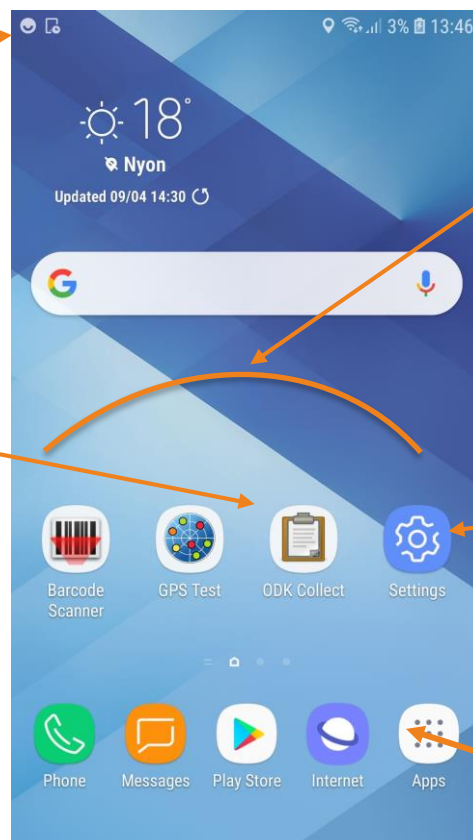 3% 13:46
18°
Nyon
Updated 09/04 14:30
G
Barcode Scanner
GPS Test
ODK Collect
Settings
Phone
Messages
Play Store
Internet
Apps